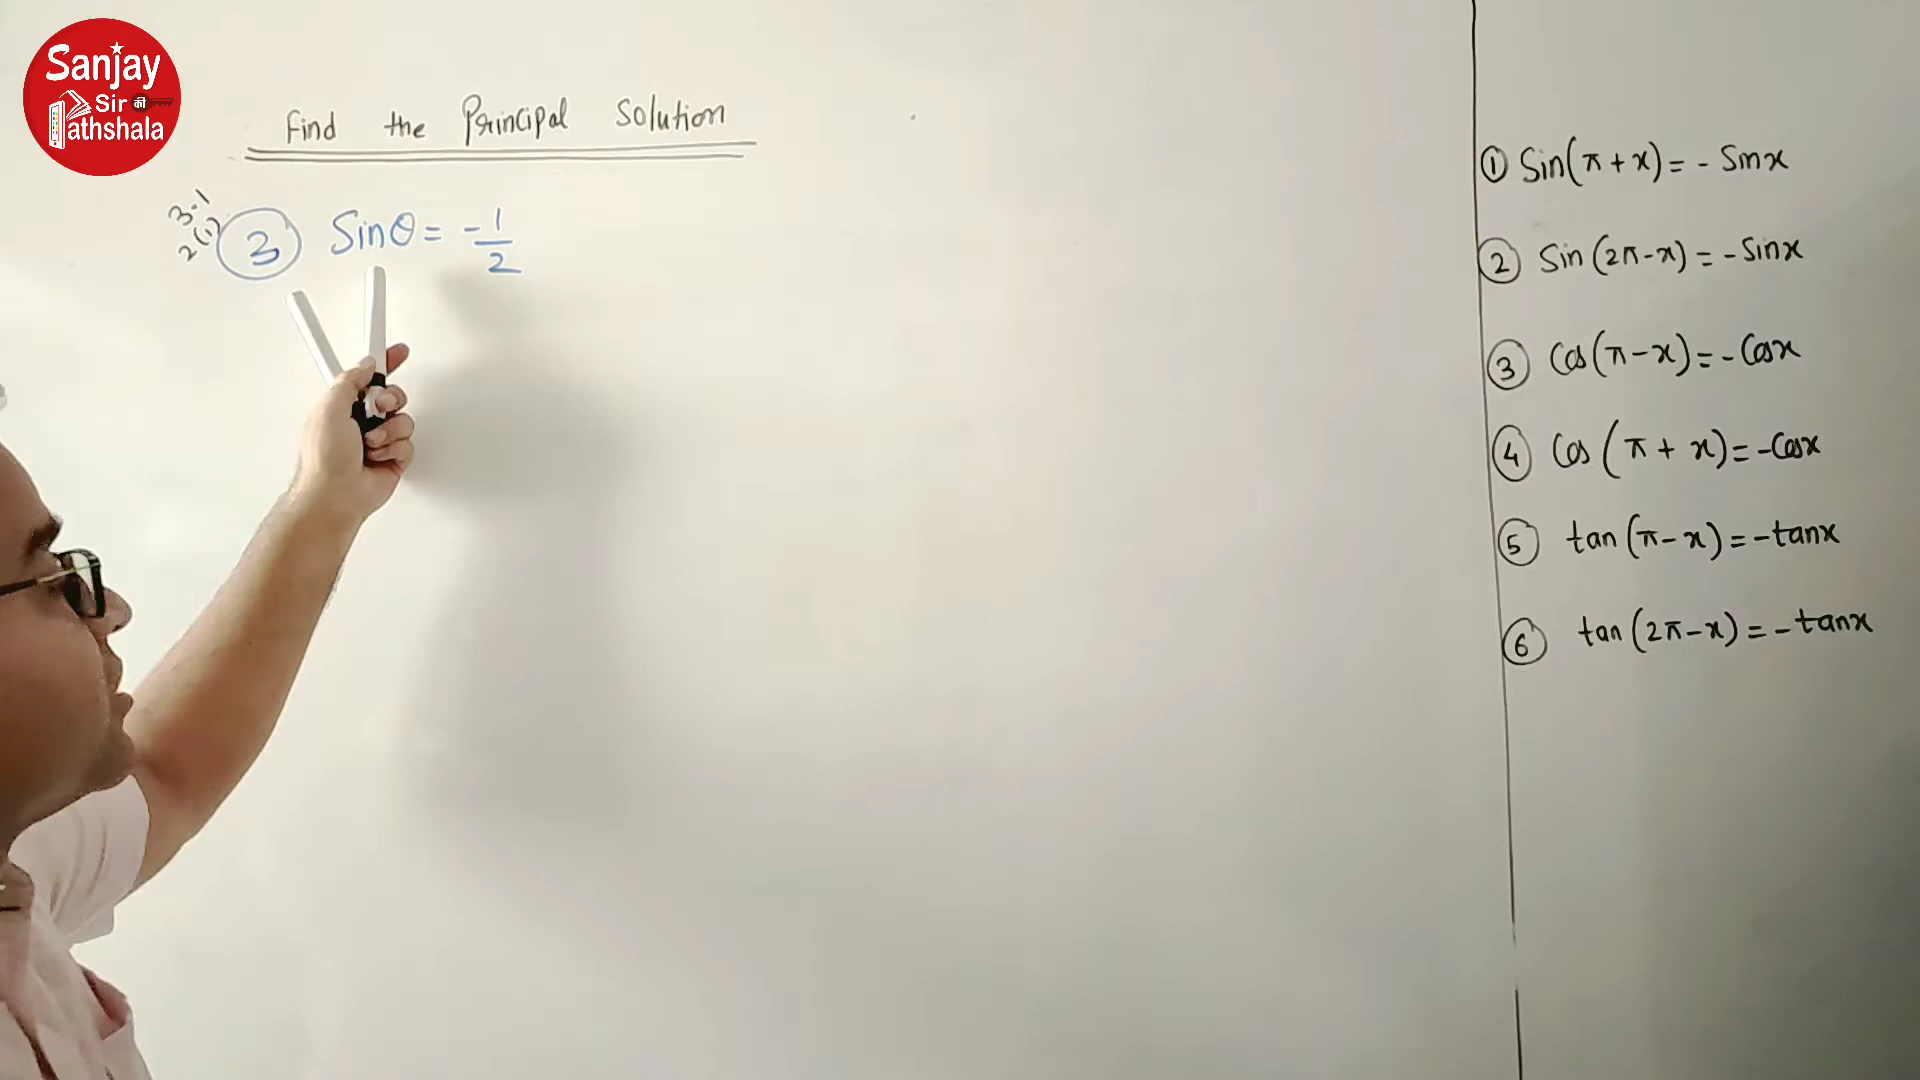 Sanjay
Sir की
Pathshala
Find the Principal Solution
3.1
2(1)
3 Sinθ = -1/2
1 Sin(π + x) = - Sinx
2 Sin (2π-x) = - Sinx
3 Cos(π-x) = - Cosx
4 Cos (π + x) = -Cosx
5 tan (π-x) = -tanx
6 tan (2π-x) = -tanx